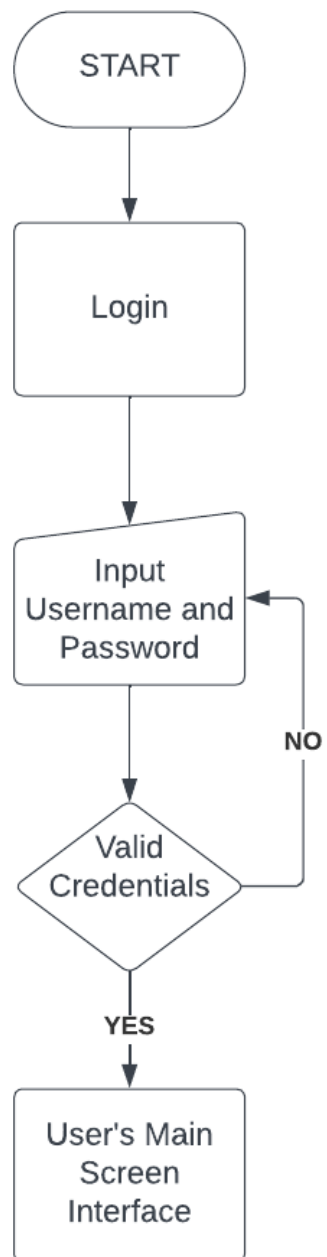 START
Login
Input
Username and
Password
NO
Valid
Credentials
YES
User's Main
Screen
Interface